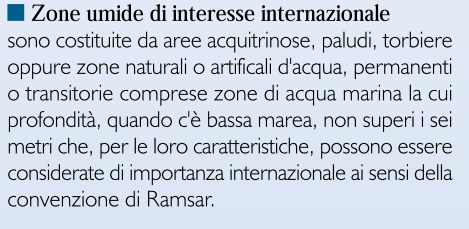 Zone umide di interesse internazionale
sono costituite da aree acquitrinose, paludi, torbiere
oppure zone naturali o artificali d'acqua, permanenti
o transitorie comprese zone di acqua marina la cui
profondità, quando c'è bassa marea, non superi i sei
metri che, per le loro caratteristiche, possono essere
considerate di importanza internazionale ai sensi della
convenzione di Ramsar.